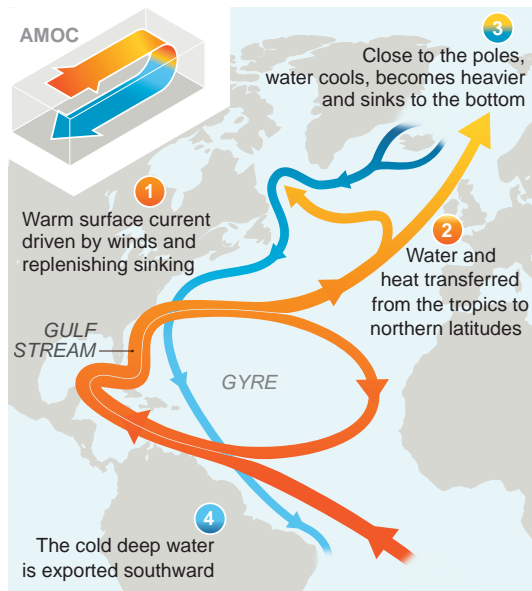 AMOC
3
Close to the poles,
water cools, becomes heavier
and sinks to the bottom
1
Warm surface current
driven by winds and
replenishing sinking
2
Water and
heat transferred
from the tropics to
northern latitudes
GULF
STREAM
GYRE
4
The cold deep water
is exported southward